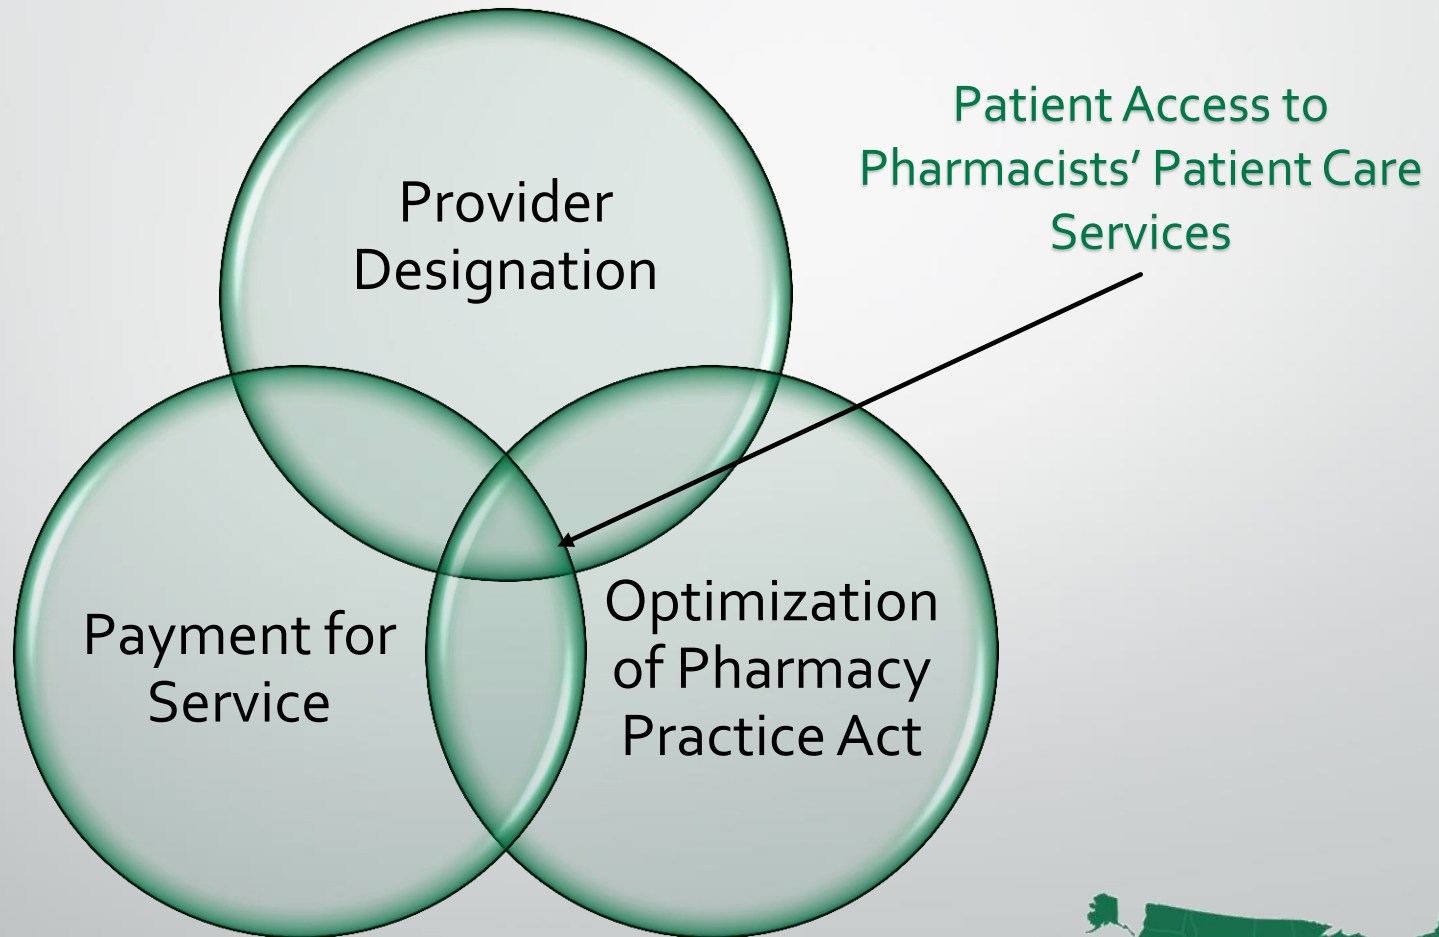 Provider
Designation
Patient Access to
Pharmacists’ Patient Care
Services
Payment for
Service
Optimization
of Pharmacy
Practice Act